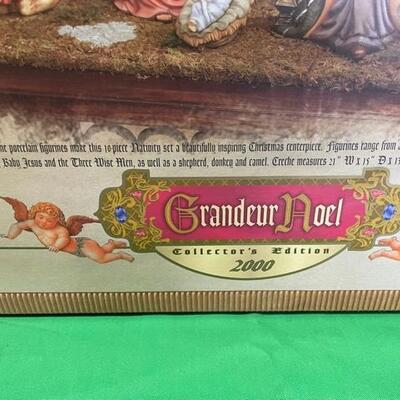 ne porcelain figurines make this 10-piece Nativity set a beautifully inspiring Christmas centerpiece. Figurines range from
Baby Jesus and the Three Wise Men, as well as a shepherd, donkey and camel. Creche measures 21" W x 15" D x 13
Grandeur Noel
Collector's Edition
2000